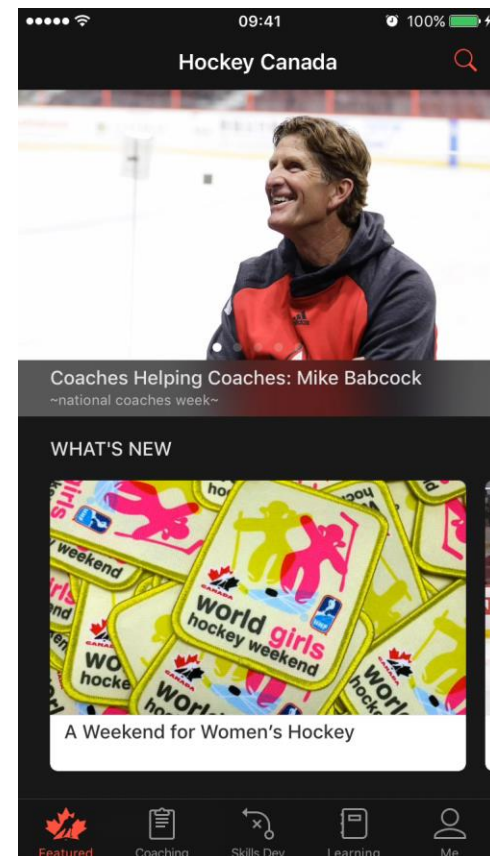 09:41
100%
Hockey Canada
Coaches Helping Coaches: Mike Babcock
~national coaches week~
WHAT'S NEW
world girls
hockey weekend
CANADA
A Weekend for Women's Hockey
Featured
Coaching
Skills Dev
Learning
Me